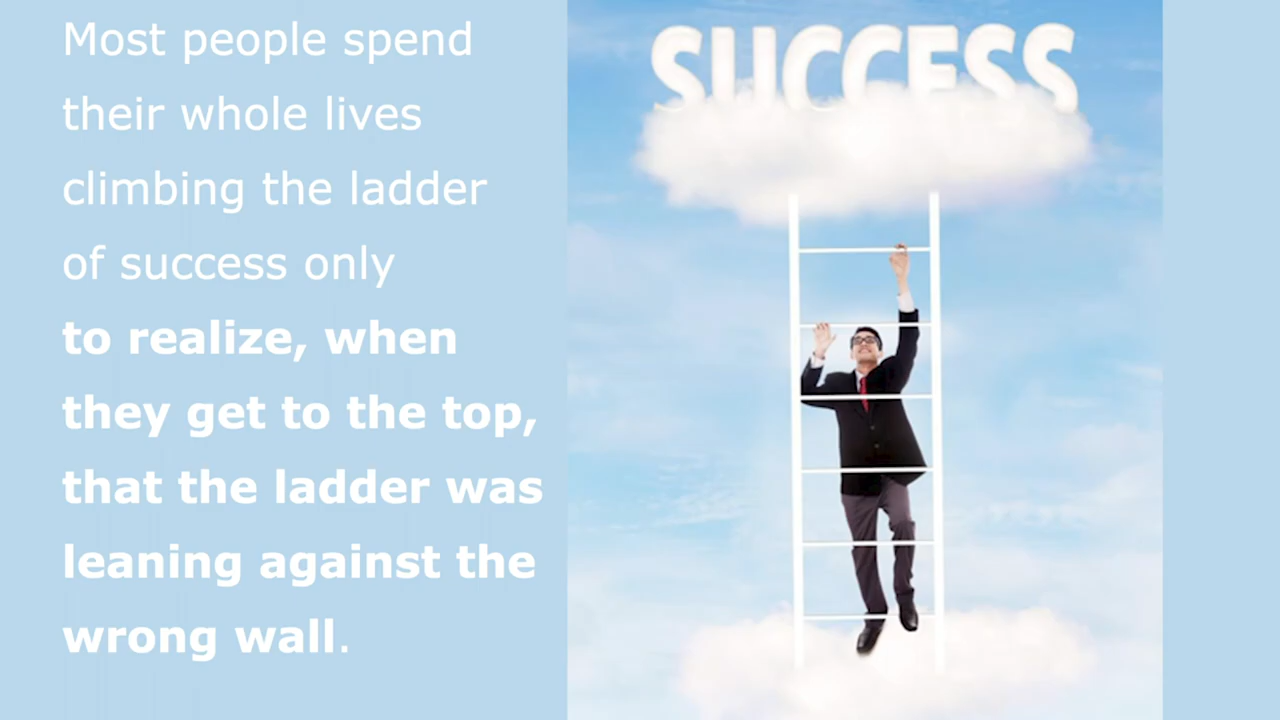 Most people spend
their whole lives
climbing the ladder
of success only
to realize, when
they get to the top,
that the ladder was
leaning against the
wrong wall.
SUCCESS